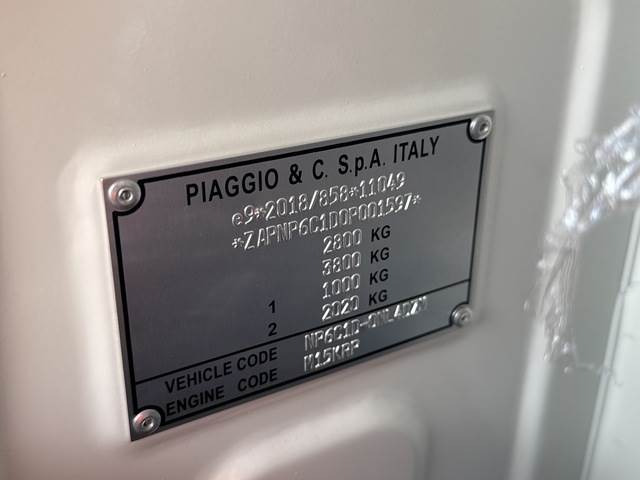 PIAGGIO & C. S.p.A. ITALY
e9*2018/858*11049
*ZAPNP6C1D0P001597*
2800 KG
3800 KG
1 1000 KG
2 2020 KG
VEHICLE CODE NP6C1D-0NL4DZM
ENGINE CODE M15KRP